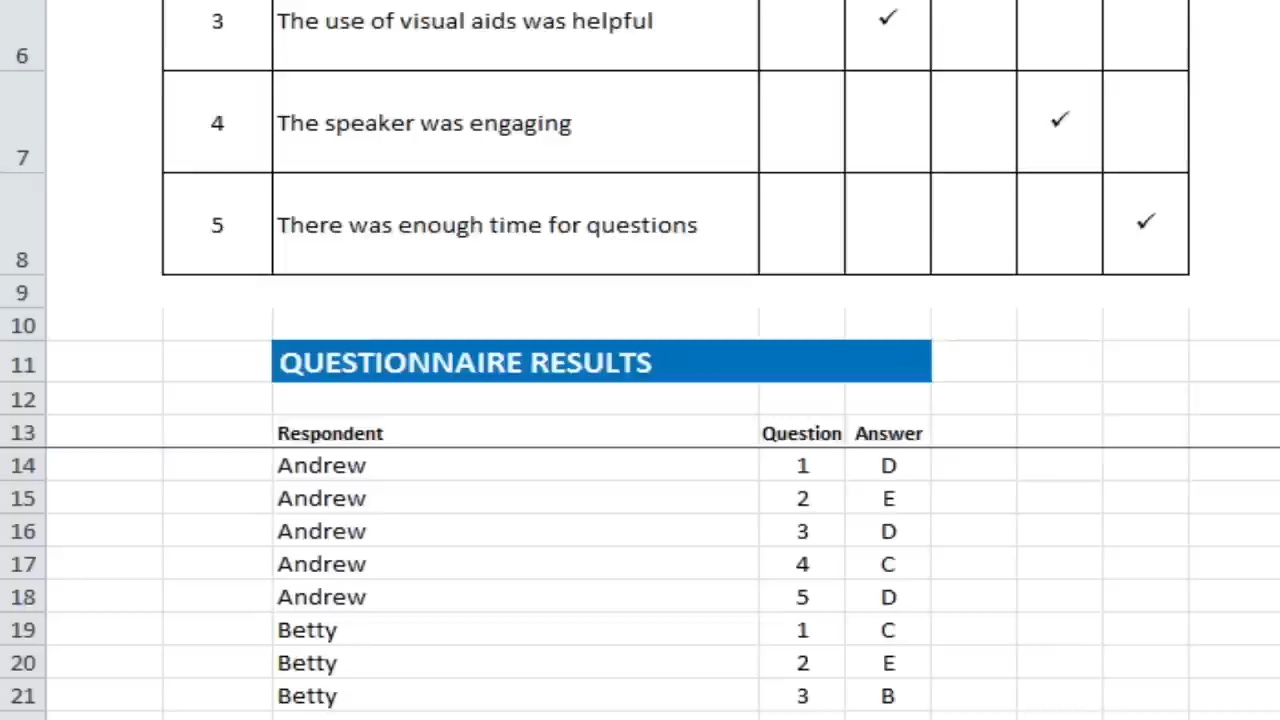 3 The use of visual aids was helpful ✓
6
4 The speaker was engaging ✓
7
5 There was enough time for questions ✓
8
9
10
11 QUESTIONNAIRE RESULTS
12
13 Respondent Question Answer
14 Andrew 1 D
15 Andrew 2 E
16 Andrew 3 D
17 Andrew 4 C
18 Andrew 5 D
19 Betty 1 C
20 Betty 2 E
21 Betty 3 B